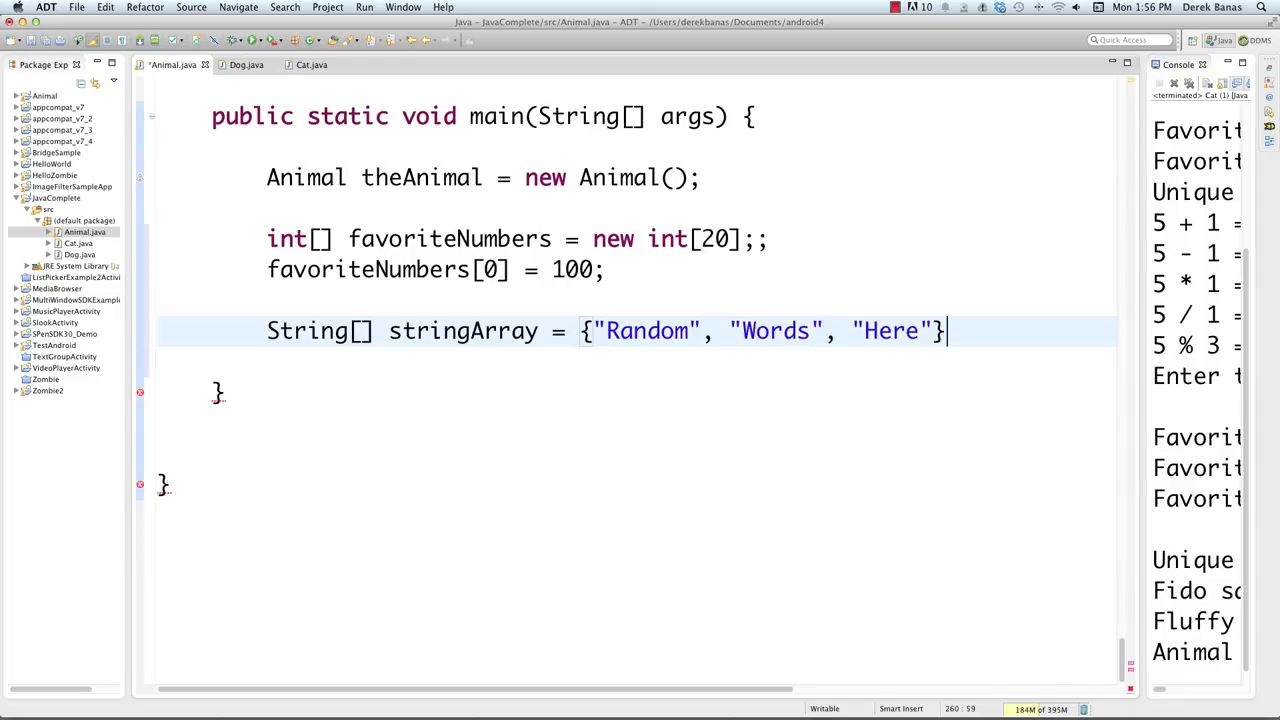 ADT File Edit Refactor Source Navigate Search Project Run Window Help
10 Mon 1:56 PM Derek Banas
Java - JavaComplete/src/Animal.java - ADT - /Users/derekbanas/Documents/android4
Quick Access Java DDMS
Package Exp
*Animal.java Dog.java Cat.java
Console
<terminated> Cat (1) [Java
Animal
appcompat_v7
appcompat_v7_2
appcompat_v7_3
appcompat_v7_4
BridgeSample
HelloWorld
HelloZombie
ImageFilterSampleApp
JavaComplete
src
(default package)
Animal.java
Cat.java
Dog.java
JRE System Library [Ja
ListPickerExample2Activi
MediaBrowser
MultiWindowSDKExample
MusicPlayerActivity
SlookActivity
SPenSDK30_Demo
TestAndroid
TextGroupActivity
VideoPlayerActivity
Zombie
Zombie2
public static void main(String[] args) {
Animal theAnimal = new Animal();
int[] favoriteNumbers = new int[20];;
favoriteNumbers[0] = 100;
String[] stringArray = {"Random", "Words", "Here"}
}
}
Favorit
Favorit
Unique
5 + 1 =
5 - 1 =
5 * 1 =
5 / 1 =
5 % 3 =
Enter t
Favorit
Favorit
Favorit
Unique
Fido sa
Fluffy
Animal
Writable Smart Insert 260 : 59 184M of 395M